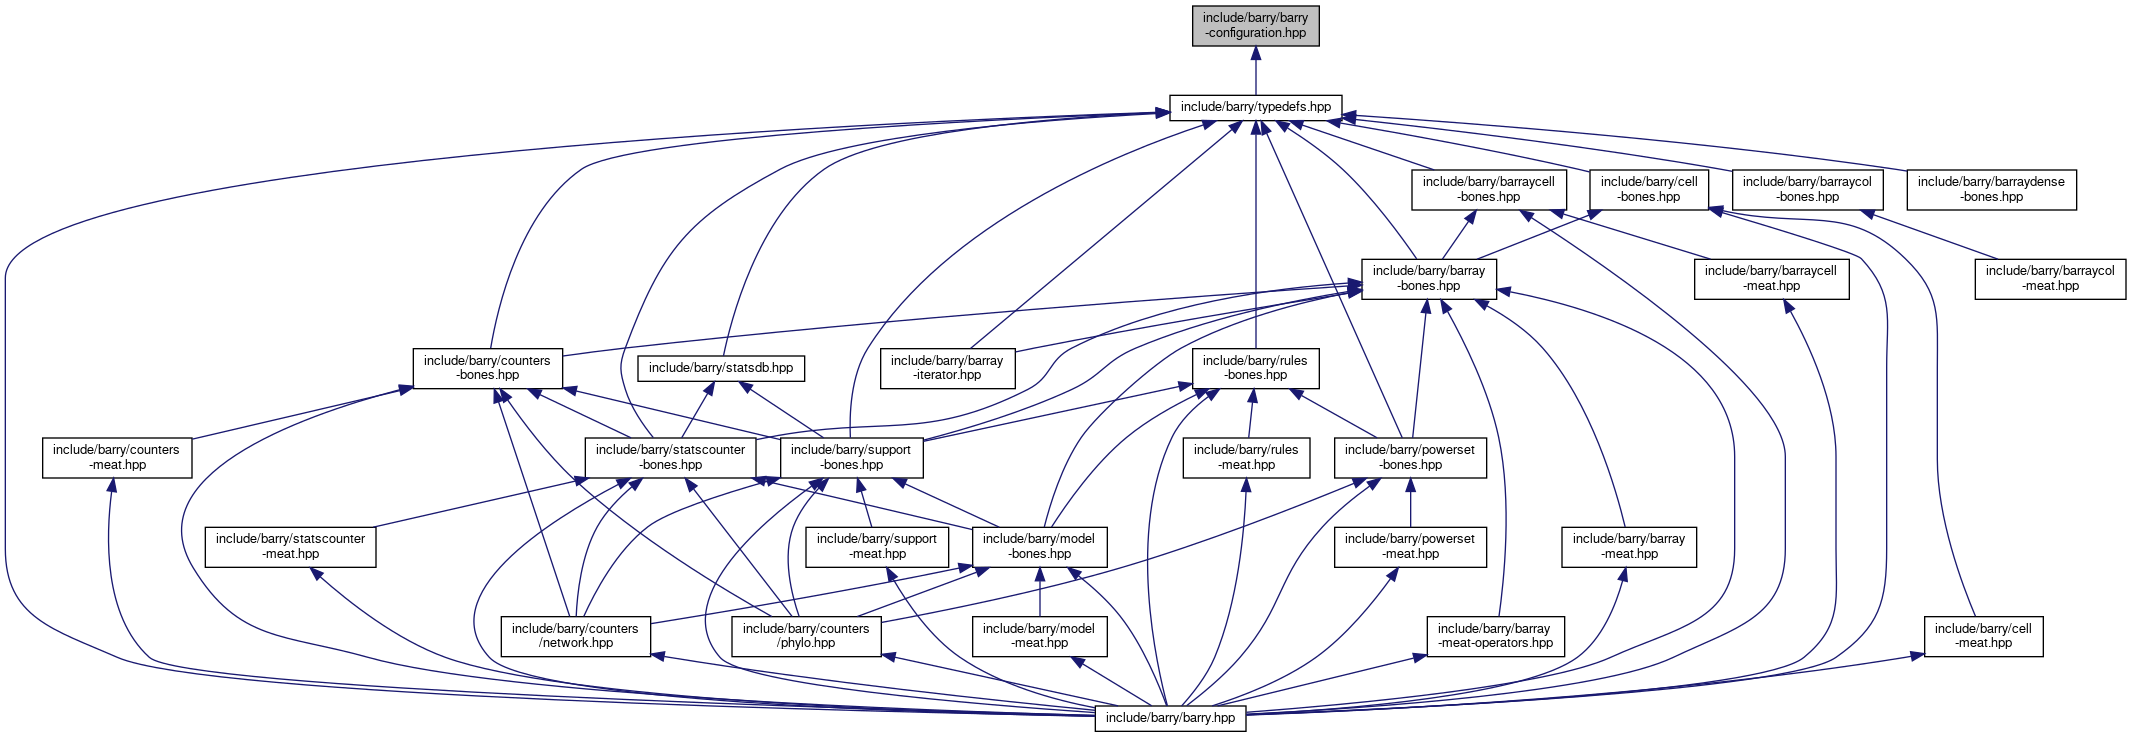 include/barry/barry
-configuration.hpp
include/barry/typedefs.hpp
include/barry/barraycell
-bones.hpp
include/barry/cell
-bones.hpp
include/barry/barraycol
-bones.hpp
include/barry/barraydense
-bones.hpp
include/barry/barray
-bones.hpp
include/barry/barraycell
-meat.hpp
include/barry/barraycol
-meat.hpp
include/barry/counters
-bones.hpp
include/barry/statsdb.hpp
include/barry/barray
-iterator.hpp
include/barry/rules
-bones.hpp
include/barry/counters
-meat.hpp
include/barry/statscounter
-bones.hpp
include/barry/support
-bones.hpp
include/barry/rules
-meat.hpp
include/barry/powerset
-bones.hpp
include/barry/statscounter
-meat.hpp
include/barry/support
-meat.hpp
include/barry/model
-bones.hpp
include/barry/powerset
-meat.hpp
include/barry/barray
-meat.hpp
include/barry/counters
/network.hpp
include/barry/counters
/phylo.hpp
include/barry/model
-meat.hpp
include/barry/barray
-meat-operators.hpp
include/barry/cell
-meat.hpp
include/barry/barry.hpp